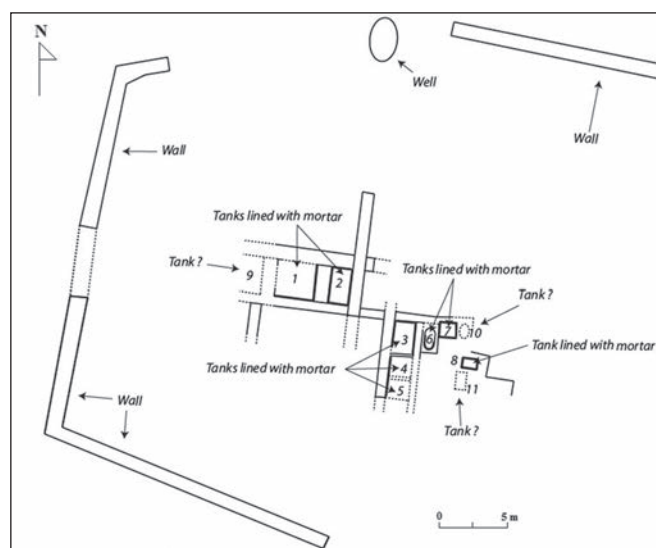 N
Well
Wall
Wall
Tanks lined with mortar
Tank ?
9
1
2
Tanks lined with mortar
Tank ?
7
10
6
3
Tank lined with mortar
8
Tanks lined with mortar
4
5
11
Wall
Tank ?
0
5 m